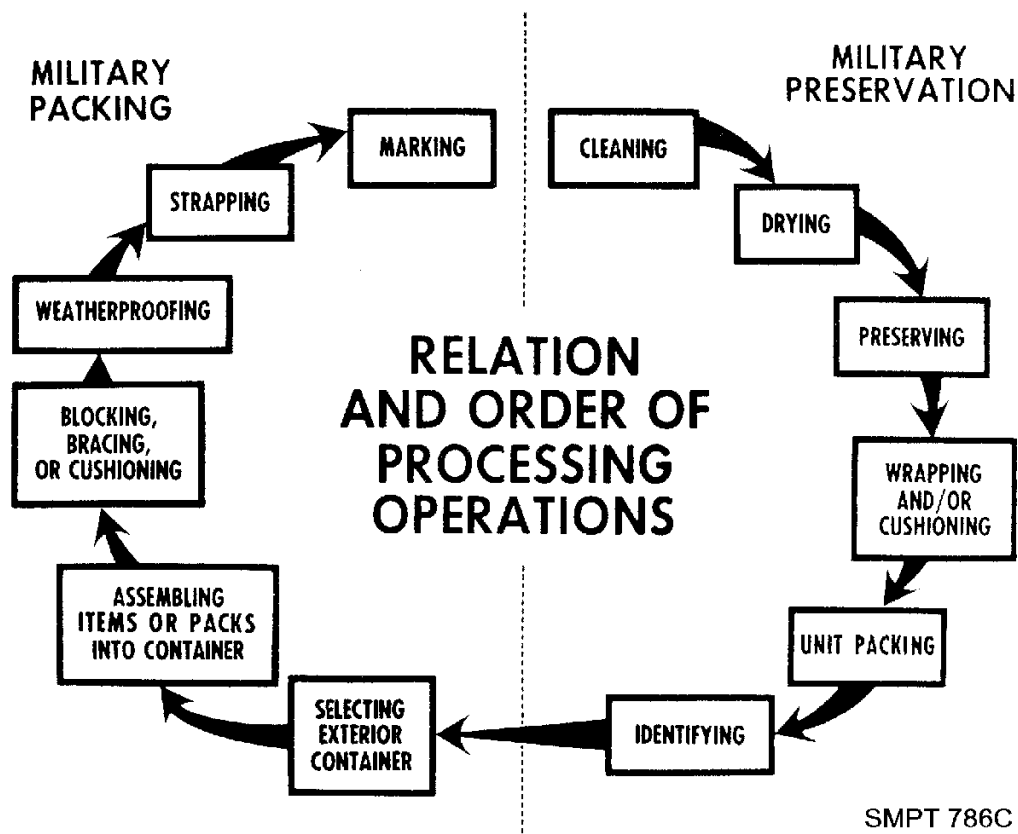 MILITARY
PACKING
MILITARY
PRESERVATION
MARKING
CLEANING
STRAPPING
DRYING
WEATHERPROOFING
PRESERVING
RELATION
AND ORDER OF
PROCESSING
OPERATIONS
BLOCKING,
BRACING,
OR CUSHIONING
WRAPPING
AND/OR
CUSHIONING
ASSEMBLING
ITEMS OR PACKS
INTO CONTAINER
UNIT PACKING
SELECTING
EXTERIOR
CONTAINER
IDENTIFYING
SMPT 786C